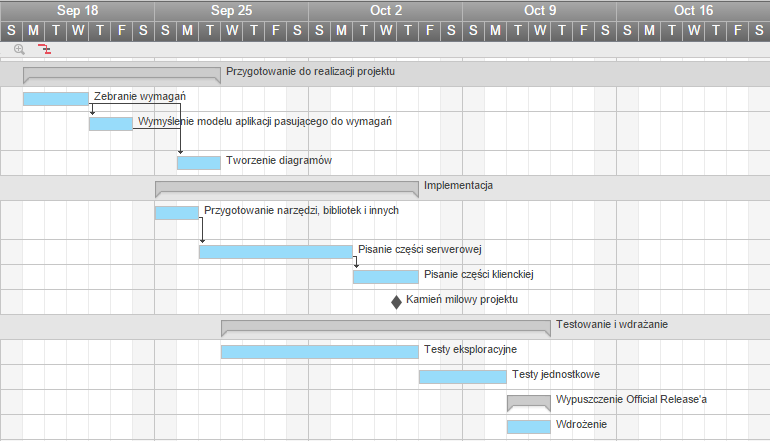 Sep 18 Sep 25 Oct 2 Oct 9 Oct 16
S M T W T F S S M T W T F S S M T W T F S S M T W T F S S M T W T F S
Przygotowanie do realizacji projektu
Zebranie wymagań
Wymyślenie modelu aplikacji pasującego do wymagań
Tworzenie diagramów
Implementacja
Przygotowanie narzędzi, bibliotek i innych
Pisanie części serwerowej
Pisanie części klienckiej
Kamień milowy projektu
Testowanie i wdrażanie
Testy eksploracyjne
Testy jednostkowe
Wypuszczenie Official Release'a
Wdrożenie